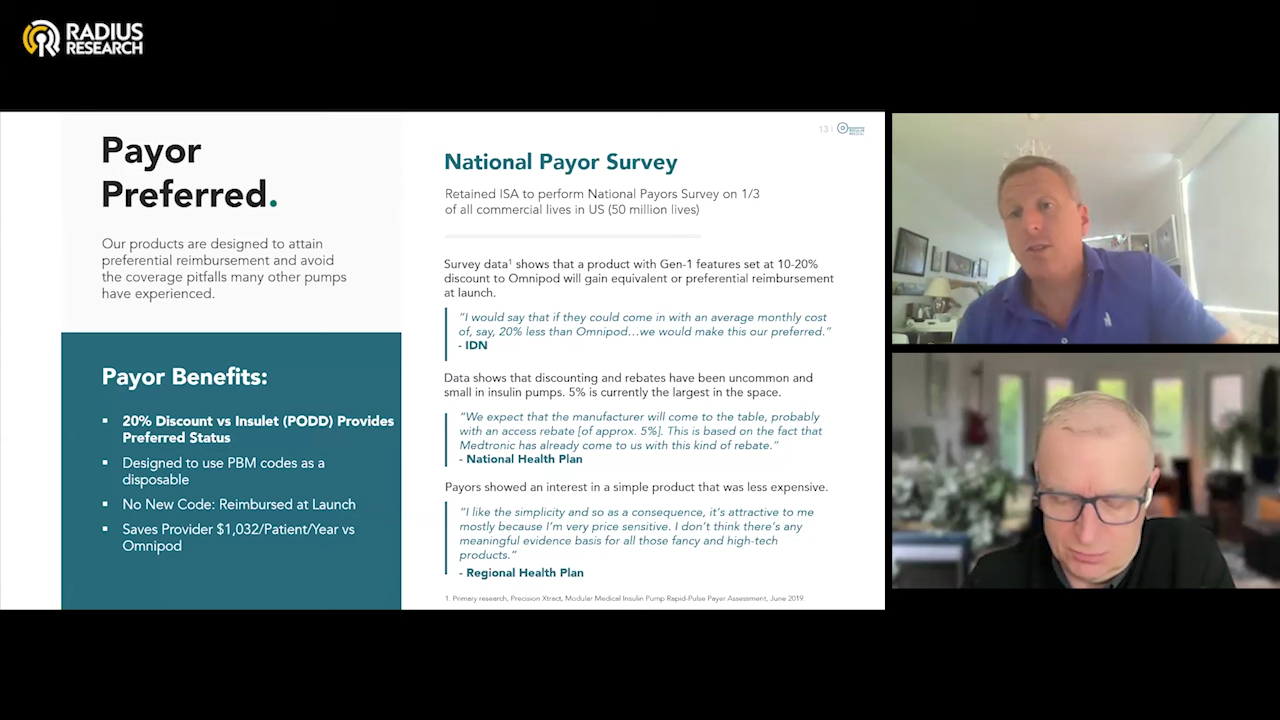 RADIUS
RESEARCH
Payor
Preferred.
Our products are designed to attain
preferential reimbursement and avoid
the coverage pitfalls many other pumps
have experienced.
Payor Benefits:
▪ 20% Discount vs Insulet (PODD) Provides
Preferred Status
▪ Designed to use PBM codes as a
disposable
▪ No New Code: Reimbursed at Launch
▪ Saves Provider $1,032/Patient/Year vs
Omnipod
13 |
National Payor Survey
Retained ISA to perform National Payors Survey on 1/3
of all commercial lives in US (50 million lives)
Survey data¹ shows that a product with Gen-1 features set at 10-20%
discount to Omnipod will gain equivalent or preferential reimbursement
at launch.
"I would say that if they could come in with an average monthly cost
of, say, 20% less than Omnipod…we would make this our preferred."
- IDN
Data shows that discounting and rebates have been uncommon and
small in insulin pumps. 5% is currently the largest in the space.
"We expect that the manufacturer will come to the table, probably
with an access rebate [of approx. 5%]. This is based on the fact that
Medtronic has already come to us with this kind of rebate."
- National Health Plan
Payors showed an interest in a simple product that was less expensive.
"I like the simplicity and so as a consequence, it's attractive to me
mostly because I'm very price sensitive. I don't think there's any
meaningful evidence basis for all those fancy and high-tech
products."
- Regional Health Plan
1. Primary research, Precision Xtract, Modular Medical Insulin Pump Rapid-Pulse Payer Assessment, June 2019.